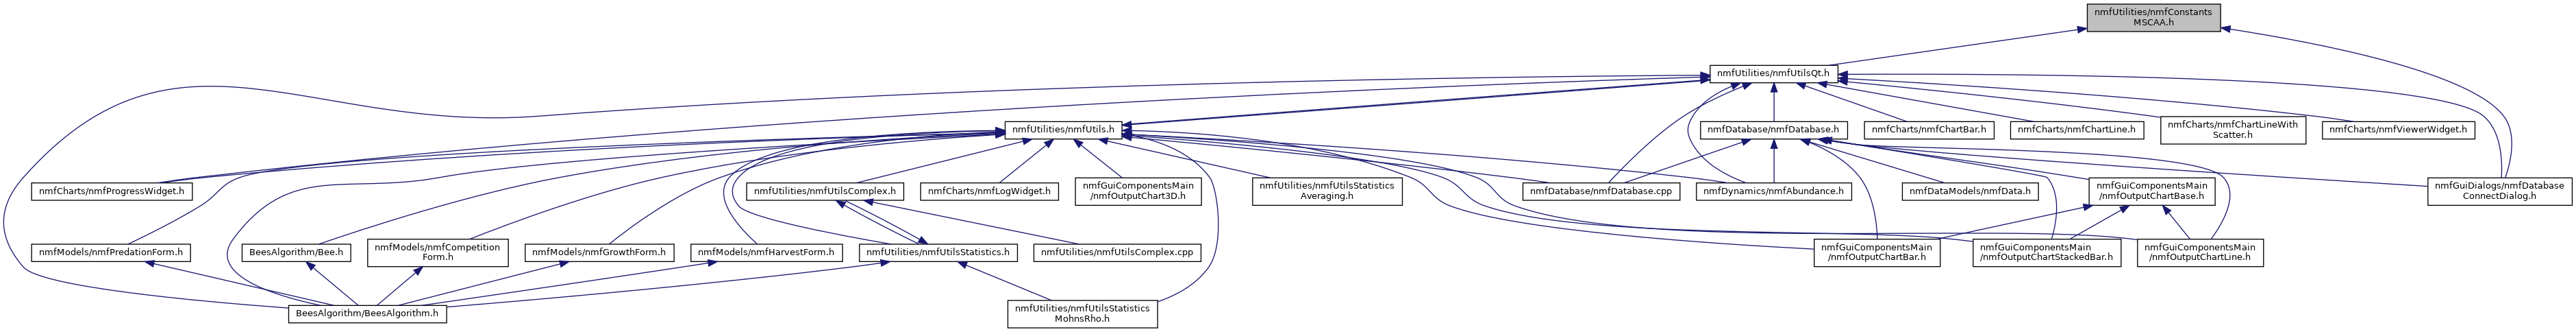 nmfUtilities/nmfConstants
MSCAA.h
nmfUtilities/nmfUtilsQt.h
nmfUtilities/nmfUtils.h
nmfDatabase/nmfDatabase.h
nmfCharts/nmfChartBar.h
nmfCharts/nmfChartLine.h
nmfCharts/nmfChartLineWith
Scatter.h
nmfCharts/nmfViewerWidget.h
nmfCharts/nmfProgressWidget.h
nmfUtilities/nmfUtilsComplex.h
nmfCharts/nmfLogWidget.h
nmfGuiComponentsMain
/nmfOutputChart3D.h
nmfUtilities/nmfUtilsStatistics
Averaging.h
nmfDatabase/nmfDatabase.cpp
nmfDynamics/nmfAbundance.h
nmfDataModels/nmfData.h
nmfGuiComponentsMain
/nmfOutputChartBase.h
nmfGuiDialogs/nmfDatabase
ConnectDialog.h
nmfModels/nmfPredationForm.h
BeesAlgorithm/Bee.h
nmfModels/nmfCompetition
Form.h
nmfModels/nmfGrowthForm.h
nmfModels/nmfHarvestForm.h
nmfUtilities/nmfUtilsStatistics.h
nmfUtilities/nmfUtilsComplex.cpp
nmfGuiComponentsMain
/nmfOutputChartBar.h
nmfGuiComponentsMain
/nmfOutputChartStackedBar.h
nmfGuiComponentsMain
/nmfOutputChartLine.h
BeesAlgorithm/BeesAlgorithm.h
nmfUtilities/nmfUtilsStatistics
MohnsRho.h